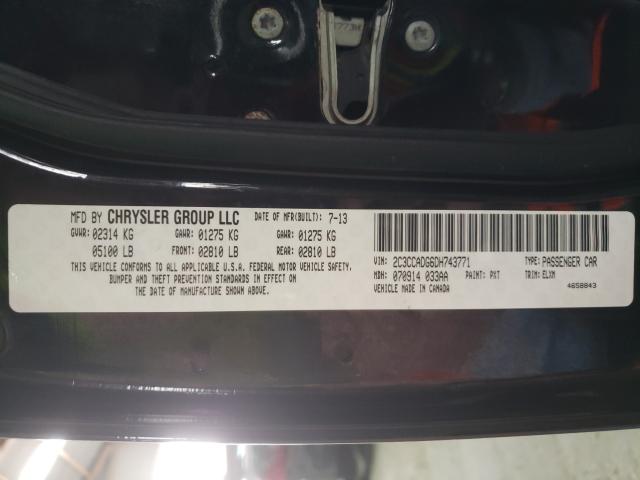 MFD BY CHRYSLER GROUP LLC DATE OF MFR(BUILT): 7-13
GVWR: 02314 KG GAWR: 01275 KG GAWR: 01275 KG
05100 LB FRONT: 02810 LB REAR: 02810 LB
THIS VEHICLE CONFORMS TO ALL APPLICABLE U.S.A. FEDERAL MOTOR VEHICLE SAFETY,
BUMPER AND THEFT PREVENTION STANDARDS IN EFFECT ON
THE DATE OF MANUFACTURE SHOWN ABOVE.
VIN: 2C3CCADG6DH743771 TYPE: PASSENGER CAR
MDH: 070914 033AA PAINT: PXT TRIM: ELXM
VEHICLE MADE IN CANADA
4658843